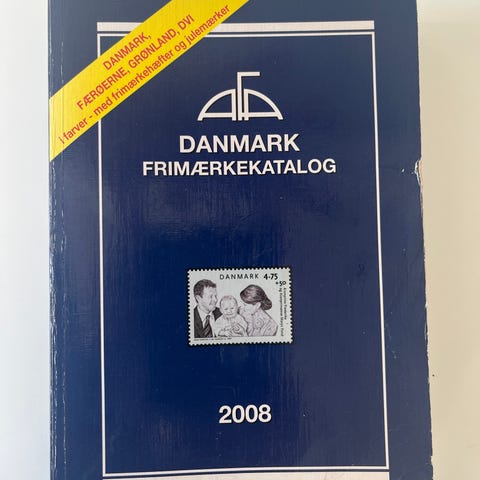 DANMARK,
FÆRØERNE, GRØNLAND, DVI
i farver - med frimærkehæfter og julemærker
AFA
DANMARK
FRIMÆRKEKATALOG
DANMARK 4.75
+50
2008